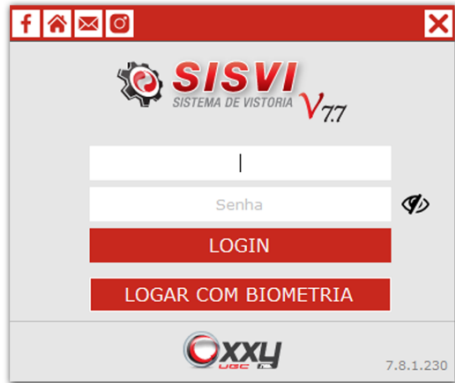 SISVI
SISTEMA DE VISTORIA
V7.7
Senha
LOGIN
LOGAR COM BIOMETRIA
Oxxy
7.8.1.230